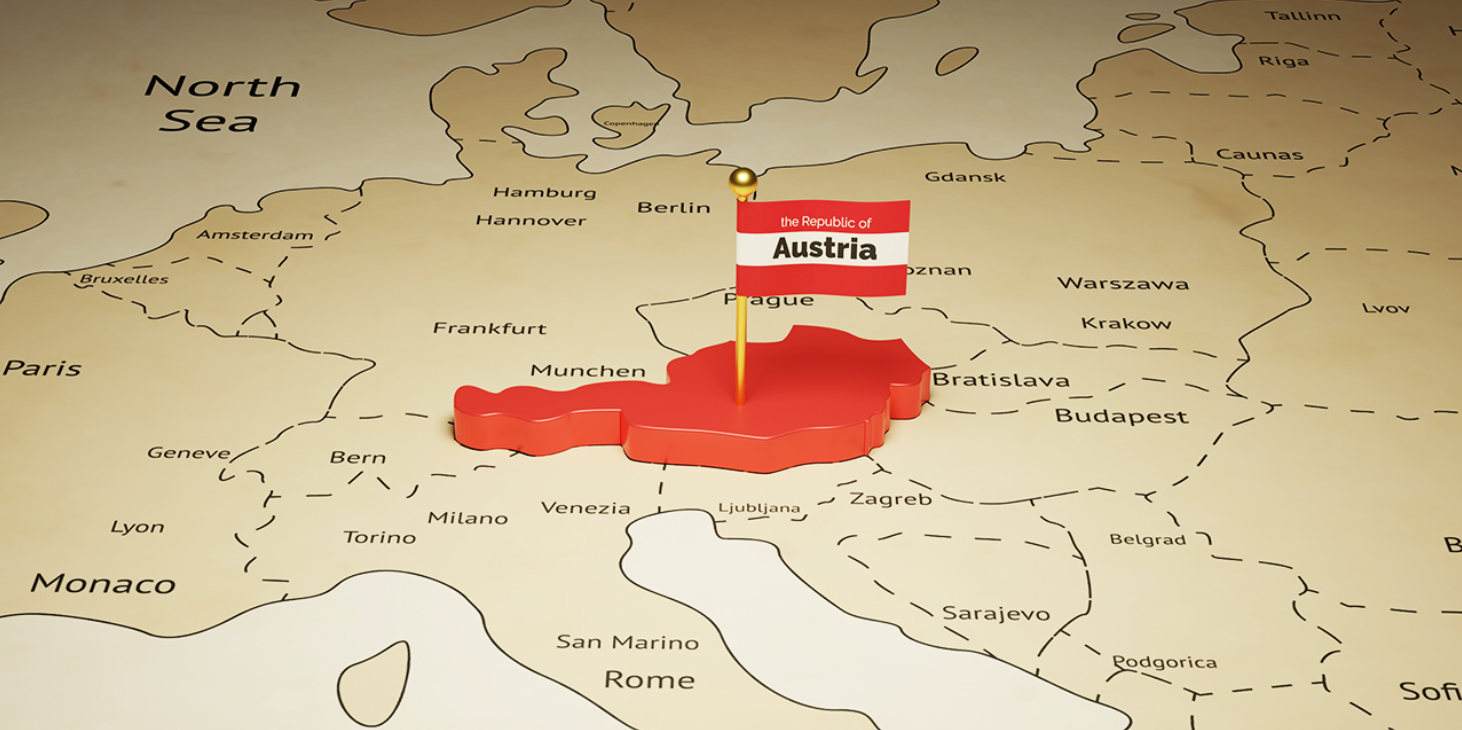 Tallinn
Riga
North
Sea
Copenhagen
Caunas
Gdansk
Hamburg
Berlin
Hannover
the Republic of
Austria
Amsterdam
Bruxelles
oznan
Warszawa
Prague
Lvov
Krakow
Frankfurt
Paris
Munchen
Bratislava
Budapest
Geneve
Bern
Zagreb
Venezia
Ljubljana
Milano
Lyon
Torino
Belgrad
B
Monaco
Sarajevo
San Marino
Podgorica
Rome
Sofi